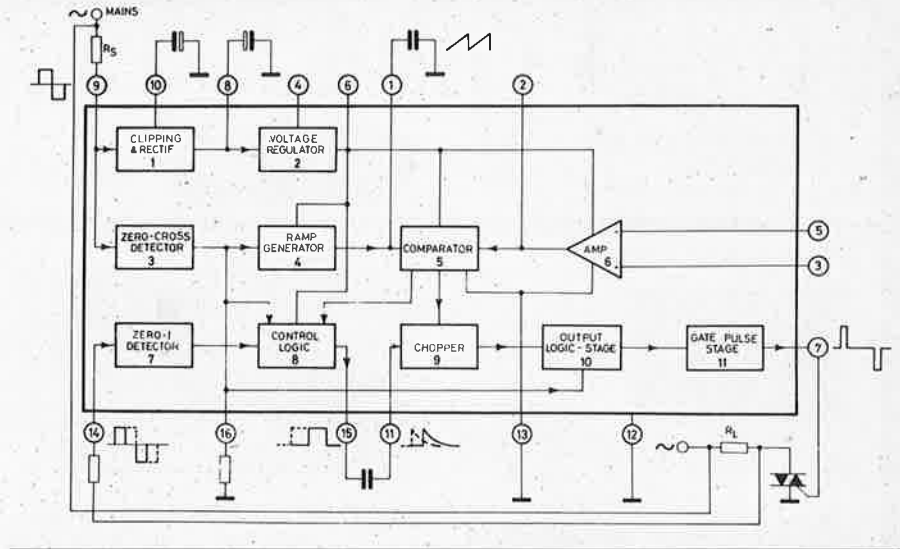 ~ MAINS
RS
9 10 8 4 6 1 2
CLIPPING
& RECTIF
1
VOLTAGE
REGULATOR
2
ZERO-CROSS
DETECTOR
3
RAMP
GENERATOR
4
COMPARATOR
5
AMP
6
5
3
ZERO-I
DETECTOR
7
CONTROL
LOGIC
8
CHOPPER
9
OUTPUT
LOGIC-STAGE
10
GATE PULSE
STAGE
11
7
14 16 15 11 13 12
~ RL